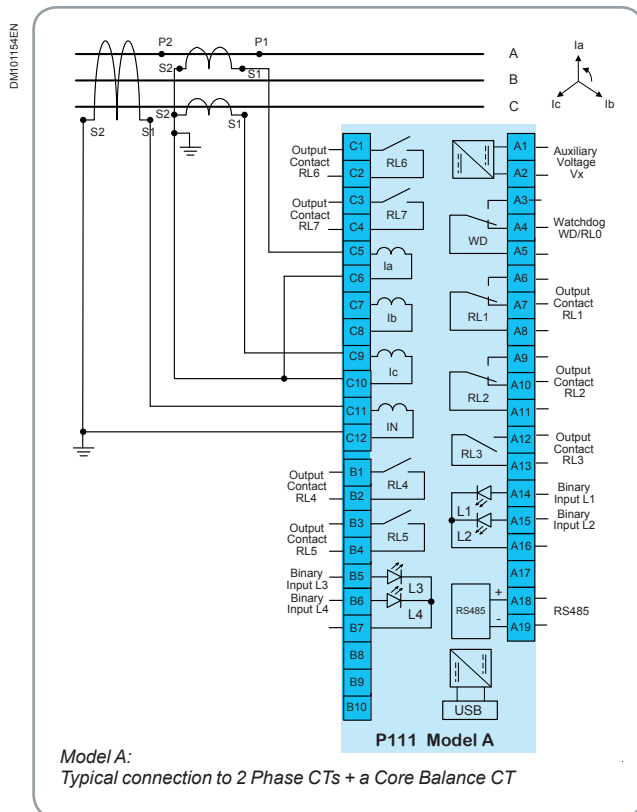 DM101154EN
P2 P1
A
S2 S1
B
S2
C
S2 S1 S1
Ia
Ic Ib
Output
Contact
RL6
C1
C2
RL6
Output
Contact
RL7
C3
C4
RL7
C5
C6
Ia
C7
C8
Ib
C9
C10
Ic
C11
C12
IN
Output
Contact
RL4
B1
B2
RL4
Output
Contact
RL5
B3
B4
RL5
Binary
Input L3
B5
L3
Binary
Input L4
B6
L4
B7
B8
B9
B10
A1
A2
Auxiliary
Voltage
Vx
A3
A4
A5
WD
Watchdog
WD/RL0
A6
A7
A8
RL1
Output
Contact
RL1
A9
A10
A11
RL2
Output
Contact
RL2
A12
A13
RL3
Output
Contact
RL3
A14
L1
Binary
Input L1
A15
L2
Binary
Input L2
A16
A17
RS485
+
A18
-
A19
RS485
USB
P111 Model A
Model A:
Typical connection to 2 Phase CTs + a Core Balance CT